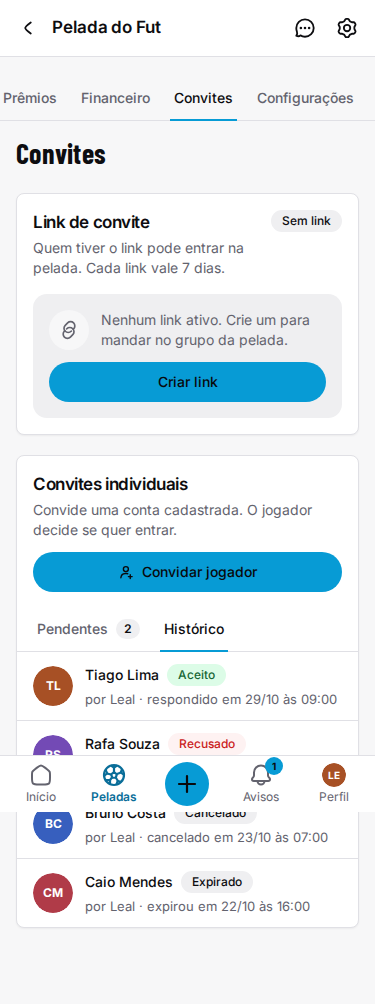 Pelada do Fut
Prêmios Financeiro Convites Configurações
Convites
Link de convite
Sem link
Quem tiver o link pode entrar na
pelada. Cada link vale 7 dias.
Nenhum link ativo. Crie um para
mandar no grupo da pelada.
Criar link
Convites individuais
Convide uma conta cadastrada. O jogador
decide se quer entrar.
Convidar jogador
Pendentes 2 Histórico
TL
Tiago Lima Aceito
por Leal · respondido em 29/10 às 09:00
RS
Rafa Souza Recusado
1
LE
Início Peladas Avisos Perfil
BC
Bruno Costa Cancelado
por Leal · cancelado em 23/10 às 07:00
CM
Caio Mendes Expirado
por Leal · expirou em 22/10 às 16:00